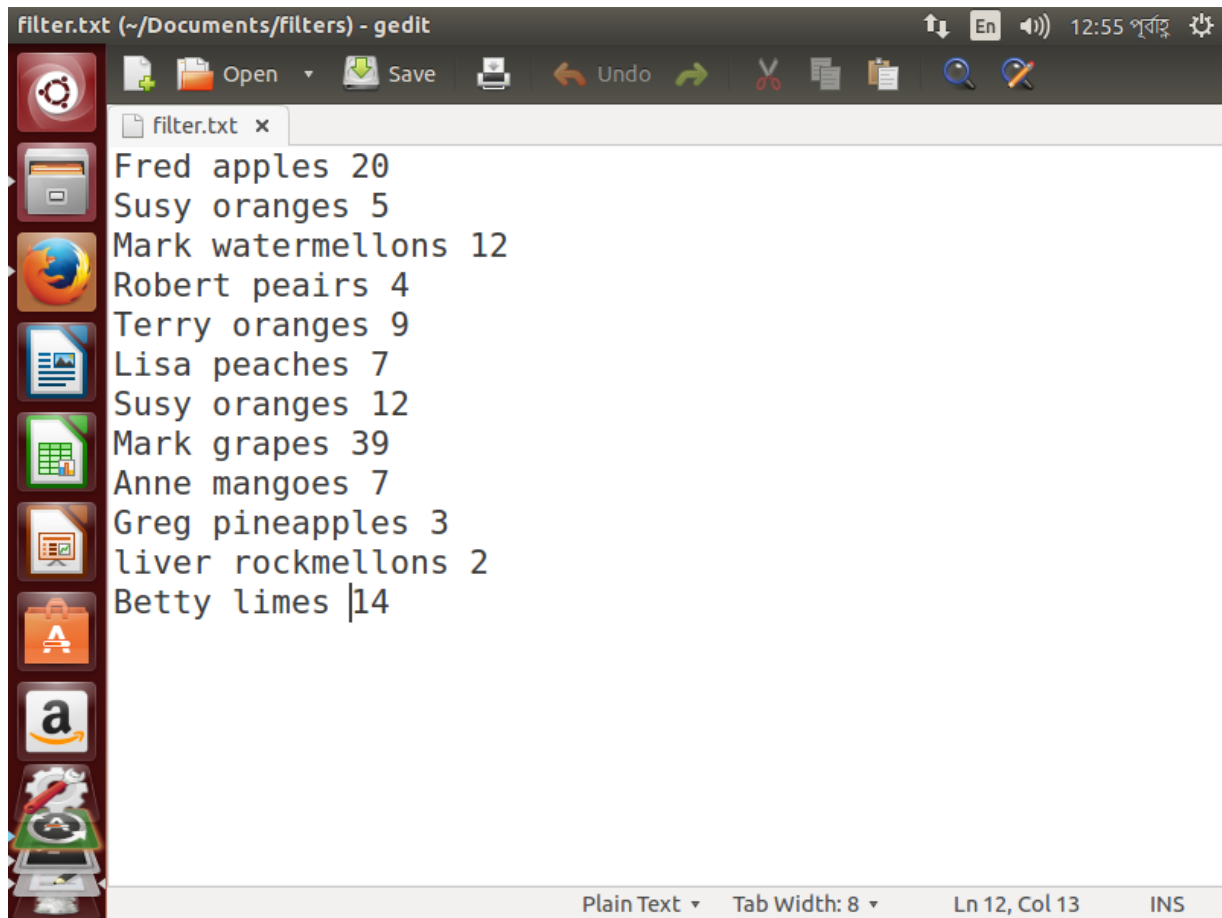 filter.txt (~/Documents/filters) - gedit En 12:55 পূর্বাহ্ণ
Open Save Undo
filter.txt ×
Fred apples 20
Susy oranges 5
Mark watermellons 12
Robert peairs 4
Terry oranges 9
Lisa peaches 7
Susy oranges 12
Mark grapes 39
Anne mangoes 7
Greg pineapples 3
liver rockmellons 2
Betty limes 14
Plain Text Tab Width: 8 Ln 12, Col 13 INS